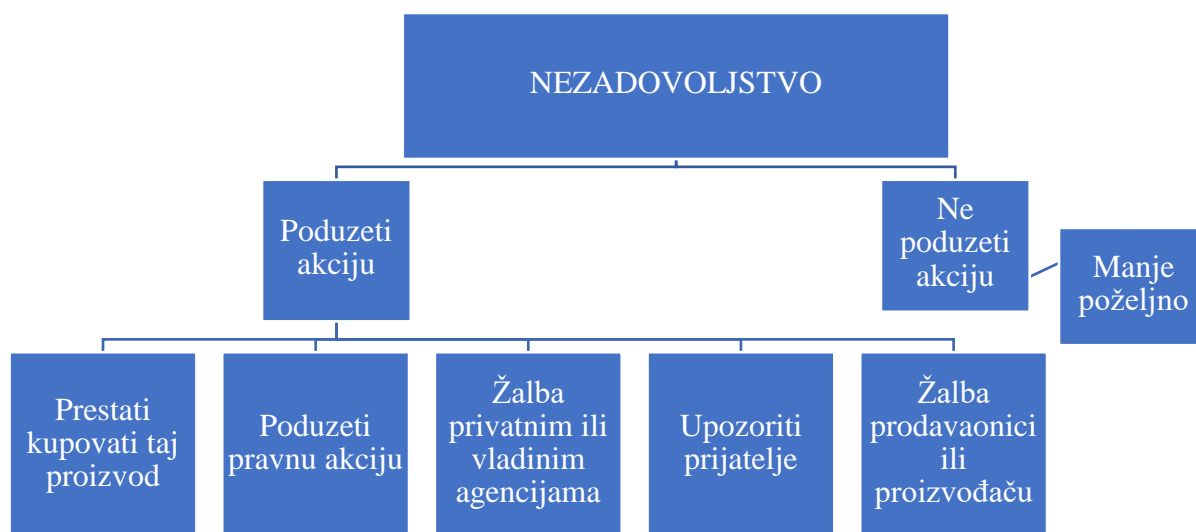 NEZADOVOLJSTVO
Poduzeti
akciju
Ne
poduzeti
akciju
Manje
poželjno
Prestati
kupovati taj
proizvod
Poduzeti
pravnu akciju
Žalba
privatnim ili
vladinim
agencijama
Upozoriti
prijatelje
Žalba
prodavaonici
ili
proizvođaču